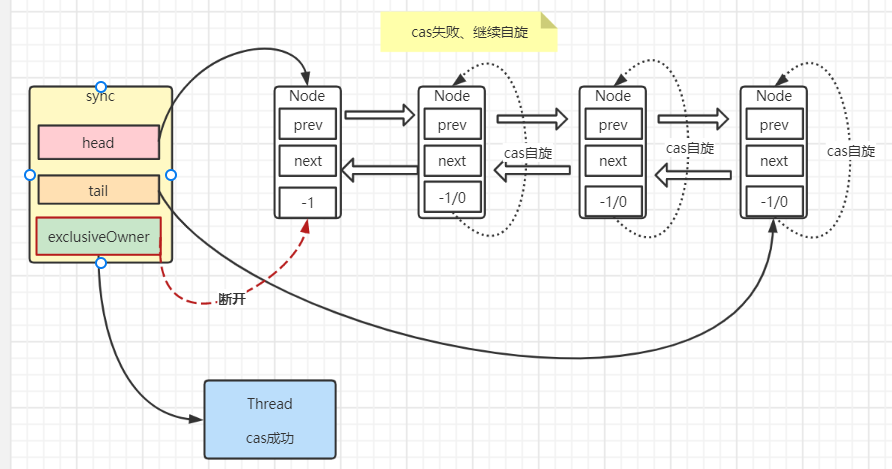 cas失败、继续自旋
sync
head
tail
exclusiveOwner
Node
prev
next
-1
Node
prev
next
-1/0
cas自旋
Node
prev
next
-1/0
cas自旋
Node
prev
next
-1/0
cas自旋
断开
Thread
cas成功